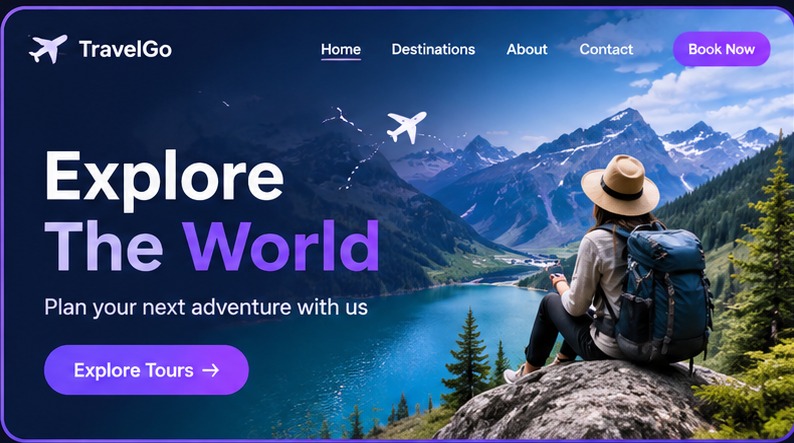 TravelGo
Home
Destinations
About
Contact
Book Now
Explore
The World
Plan your next adventure with us
Explore Tours →